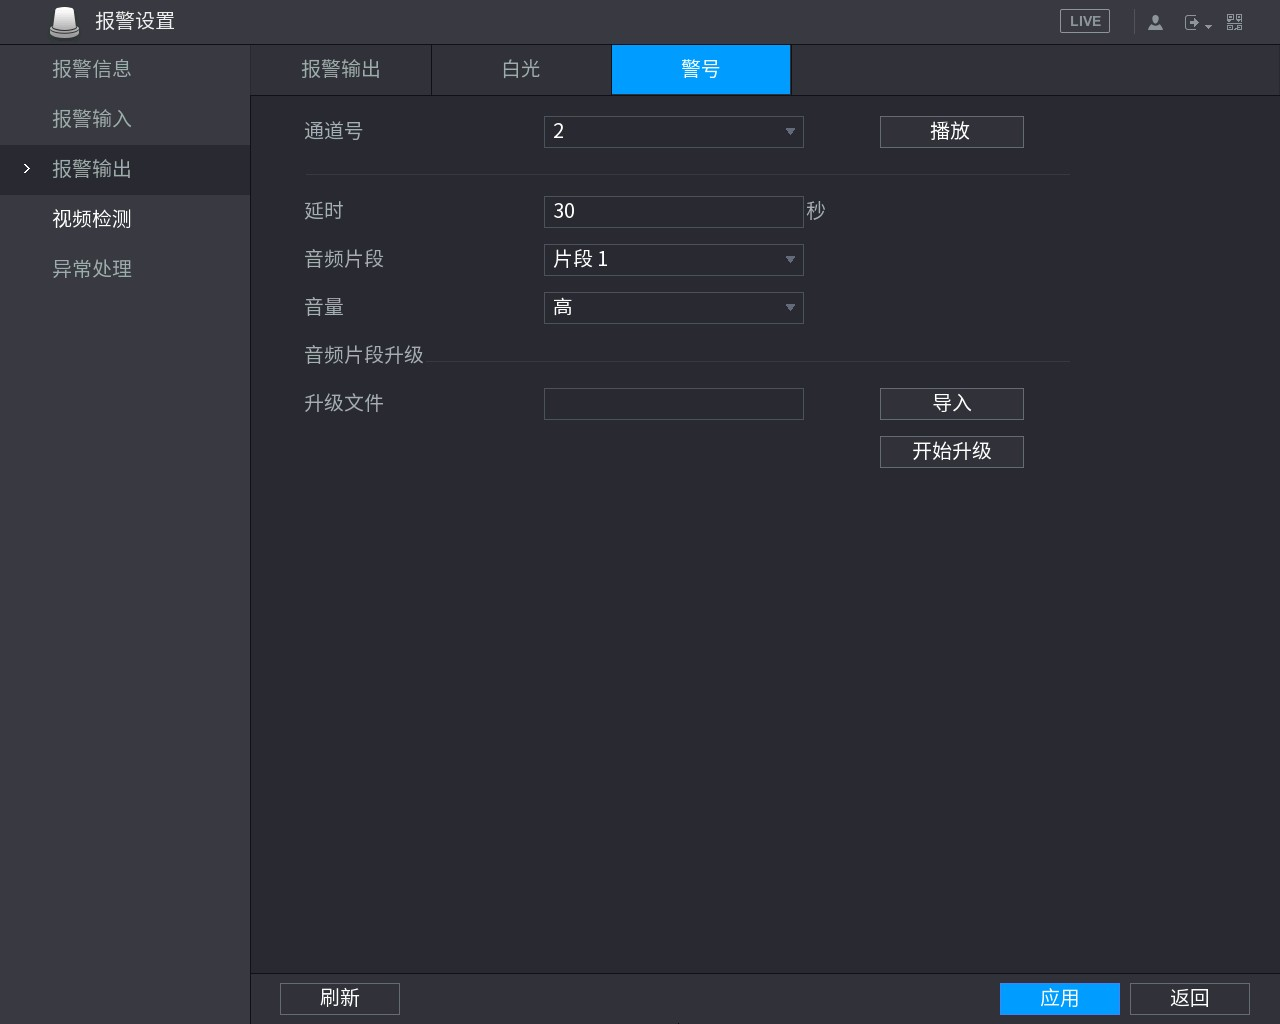 报警设置
LIVE
报警信息
报警输入
报警输出
视频检测
异常处理
报警输出
白光
警号
通道号
2
播放
延时
30
秒
音频片段
片段 1
音量
高
音频片段升级
升级文件
导入
开始升级
刷新
应用
返回